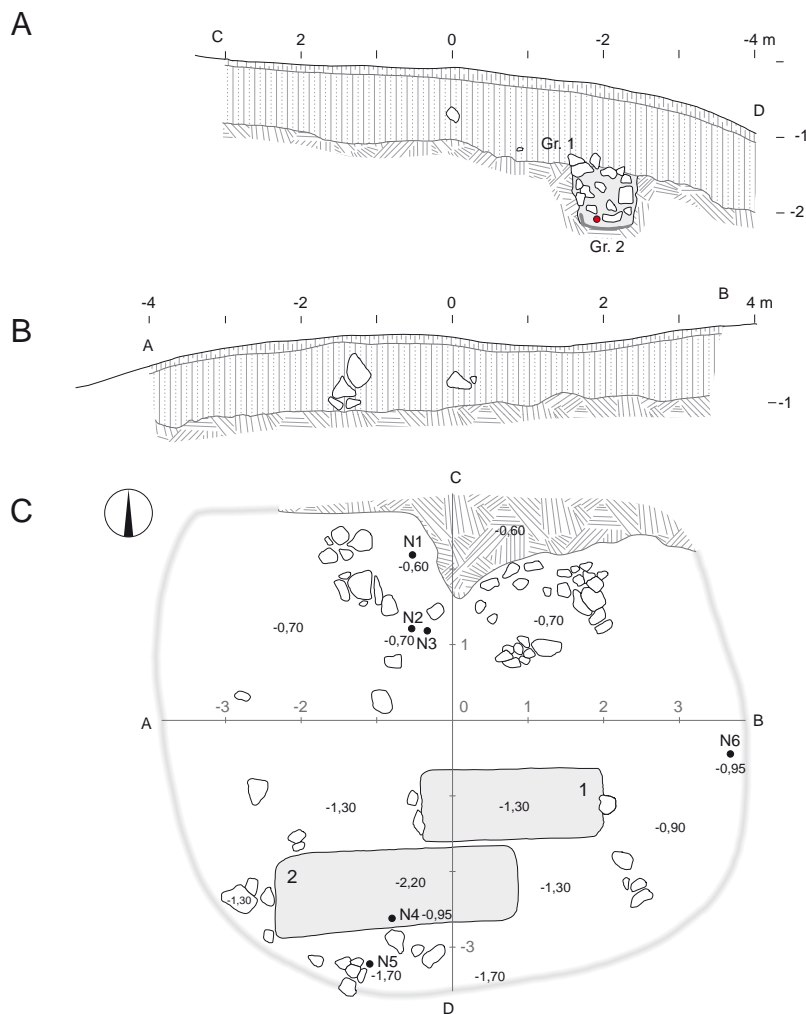 A
C 2 0 -2 -4 m
D
-1
Gr. 1
-2
Gr. 2
B
-4 -2 0 2 4 m
B
A
-1
C
C
-0,60
N1
-0,60
N2
-0,70
-0,70
N3
-0,70
1
-3 -2 0 1 2 3
A
B
N6
-0,95
1
-1,30
-1,30
-0,90
2
-2,20
-1,30
-1,30
N4 -0,95
-3
N5
-1,70
-1,70
D